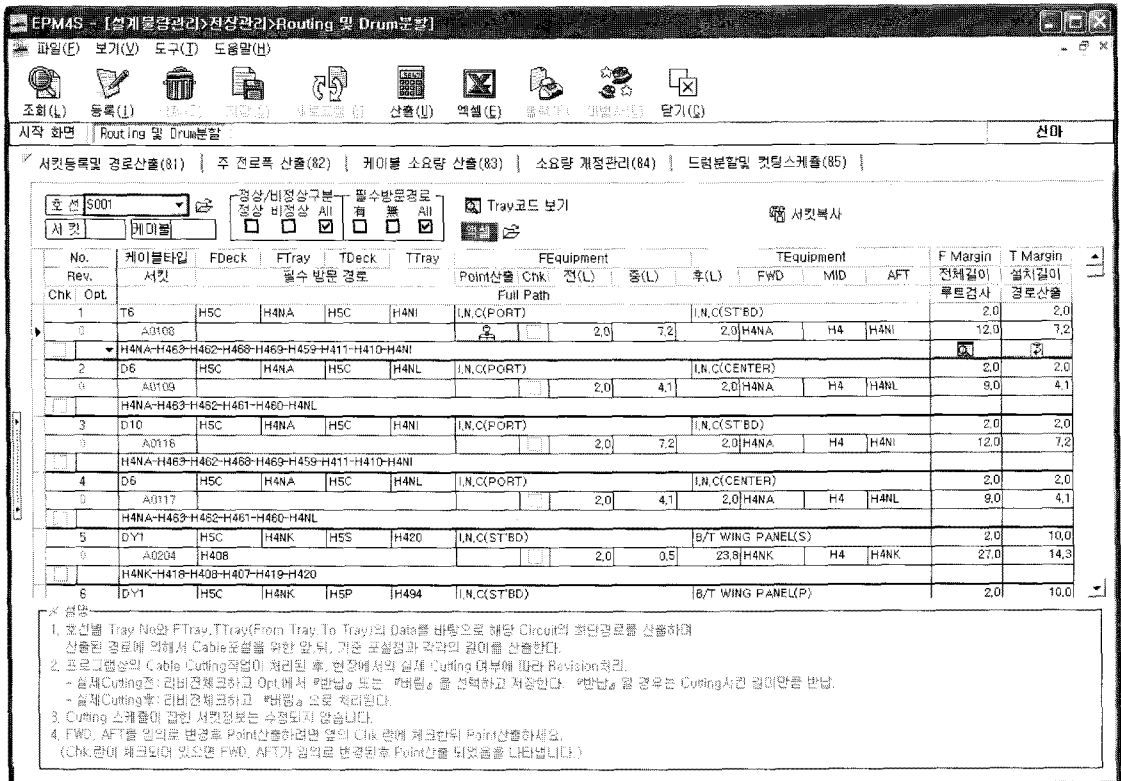 EPM4S - [설계물량관리>전장관리>Routing 및 Drum분할]
파일(F) 보기(V) 도구(T) 도움말(H)
조회(L) 등록(I) 산출(U) 엑셀(E) 닫기(C)
시작 화면 Routing 및 Drum분할 신마
서킷등록및 경로산출(81) | 주 전로폭 산출(82) | 케이블 소요량 산출(83) | 소요량 개정관리(84) | 드럼분할및 컷팅스케쥴(85) |
정상/비정상구분 필수방문경로
호 선 S001 정상 비정상 All 有 無 All Tray코드 보기
서킷복사
서 킷 케이블
No. 케이블타입 FDeck FTray TDeck TTray FEquipment TEquipment F Margin T Margin
Rev. 서킷 필수 방문 경로 Point산출 Chk 전(L) 중(L) 후(L) FWD MID AFT 전체길이 설치길이
Chk Opt. Full Path 루트검사 경로산출
1 T6 H5C H4NA H5C H4NI I,N,C(PORT) I,N,C(ST'BD) 2,0 2,0
0 A0108 2,0 7,2 2,0 H4NA H4 H4NI 12,0 7,2
H4NA-H463-H462-H468-H469-H459-H411-H410-H4NI
2 D6 H5C H4NA H5C H4NL I,N,C(PORT) I,N,C(CENTER) 2,0 2,0
0 A0109 2,0 4,1 2,0 H4NA H4 H4NL 9,0 4,1
H4NA-H463-H462-H461-H460-H4NL
3 D10 H5C H4NA H5C H4NI I,N,C(PORT) I,N,C(ST'BD) 2,0 2,0
0 A0116 2,0 7,2 2,0 H4NA H4 H4NI 12,0 7,2
H4NA-H463-H462-H468-H469-H459-H411-H410-H4NI
4 D6 H5C H4NA H5C H4NL I,N,C(PORT) I,N,C(CENTER) 2,0 2,0
0 A0117 2,0 4,1 2,0 H4NA H4 H4NL 9,0 4,1
H4NA-H463-H462-H461-H460-H4NL
5 DY1 H5C H4NK H5S H420 I,N,C(ST'BD) B/T WING PANEL(S) 2,0 10,0
0 A0204 H408 2,0 0,5 23,8 H4NK H4 H4NK 27,0 14,3
H4NK-H418-H408-H407-H419-H420
6 DY1 H5C H4NK H5P H494 I,N,C(ST'BD) B/T WING PANEL(P) 2,0 10,0
※ 설명
1, 호선별 Tray No와 FTray,TTray(From Tray,To Tray)의 Data를 바탕으로 해당 Circuit의 최단경로를 산출하며
산출된 경로에 의해서 Cable포설을 위한 앞 뒤, 기준 포설점과 각각의 길이를 산출한다.
2, 프로그램상의 Cable Cutting작업이 처리된 후, 현장에서의 실제 Cutting 여부에 따라 Revision처리.
- 실제Cutting전: 리비전체크하고 Opt에서 『반납』 또는 『버림』 을 선택하고 저장한다. 『반납』 일 경우는 Cutting시킨 길이만큼 반납.
- 실제Cutting후: 리비전체크하고 『버림』 으로 처리된다.
3, Cutting 스케쥴이 잡힌 서킷정보는 수정되지 않습니다.
4, FWD, AFT를 임의로 변경후 Point산출하려면 옆의 Chk 란에 체크한뒤 Point산출하세요.
(Chk란이 체크되어 있으면 FWD, AFT가 임의로 변경된후 Point산출 되었음을 나타냅니다.)